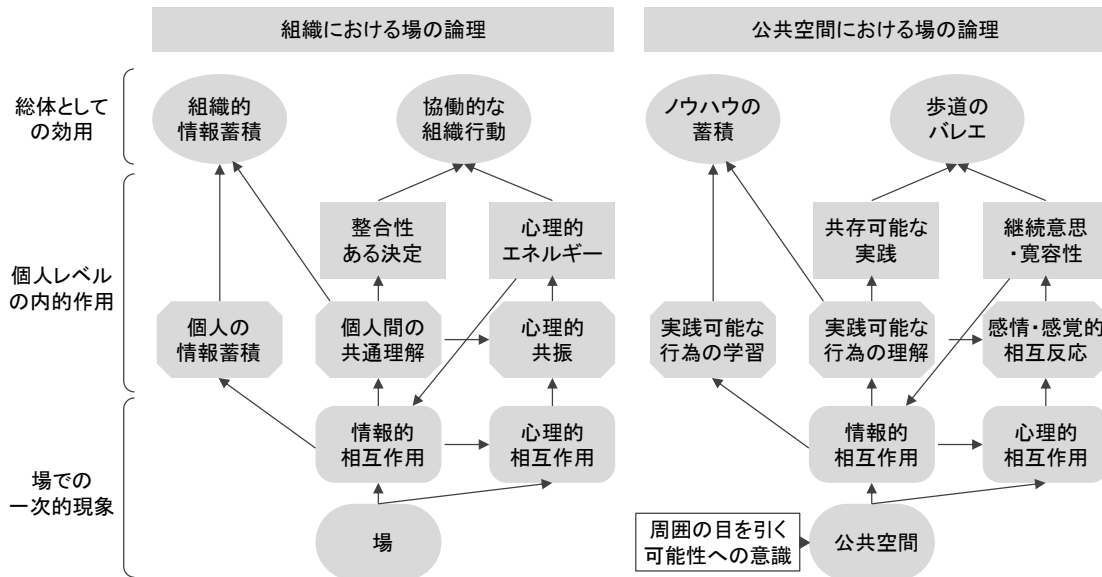 組織における場の論理
公共空間における場の論理
総体として
の効用
組織的
情報蓄積
協働的な
組織行動
ノウハウの
蓄積
歩道の
バレエ
個人レベル
の内的作用
整合性
ある決定
心理的
エネルギー
共存可能な
実践
継続意思
・寛容性
個人の
情報蓄積
個人間の
共通理解
心理的
共振
実践可能な
行為の学習
実践可能な
行為の理解
感情・感覚的
相互反応
場での
一次的現象
情報的
相互作用
心理的
相互作用
情報的
相互作用
心理的
相互作用
場
周囲の目を引く
可能性への意識
公共空間